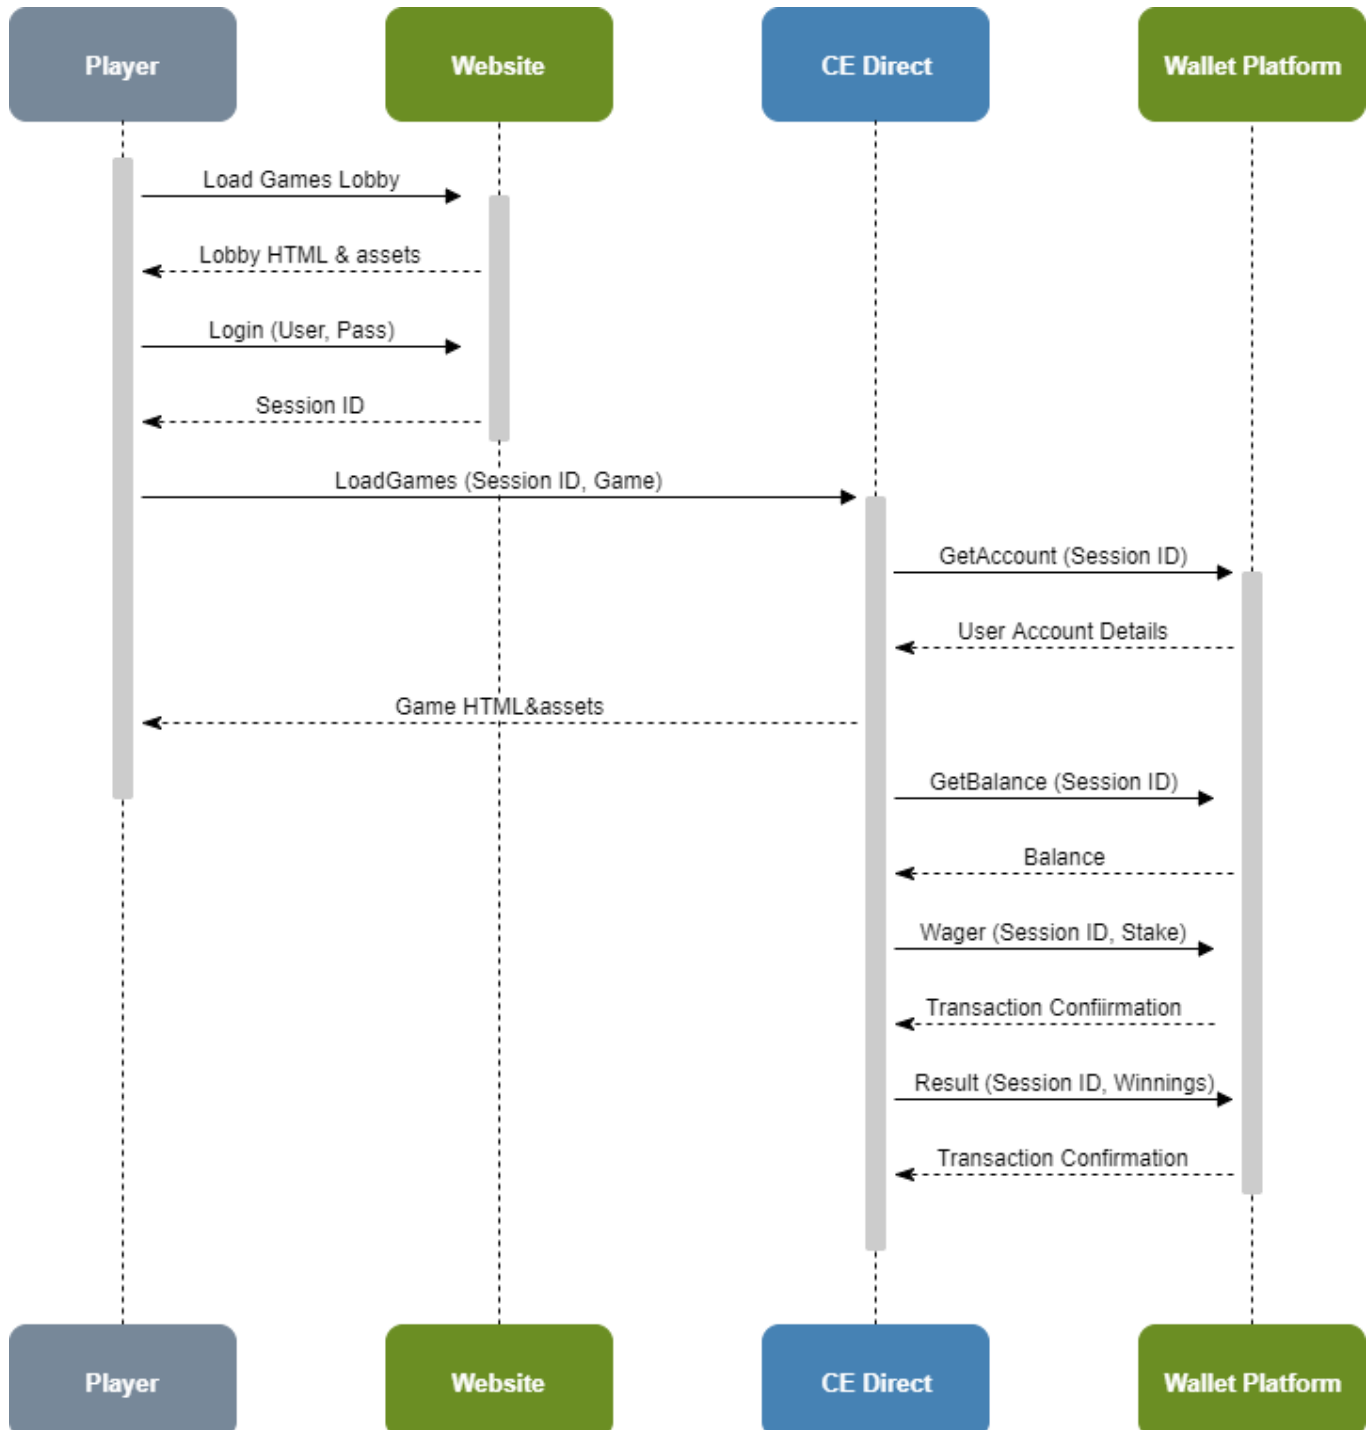 Player
Website
CE Direct
Wallet Platform
Load Games Lobby
Lobby HTML & assets
Login (User, Pass)
Session ID
LoadGames (Session ID, Game)
GetAccount (Session ID)
User Account Details
Game HTML&assets
GetBalance (Session ID)
Balance
Wager (Session ID, Stake)
Transaction Confiirmation
Result (Session ID, Winnings)
Transaction Confirmation
Player
Website
CE Direct
Wallet Platform